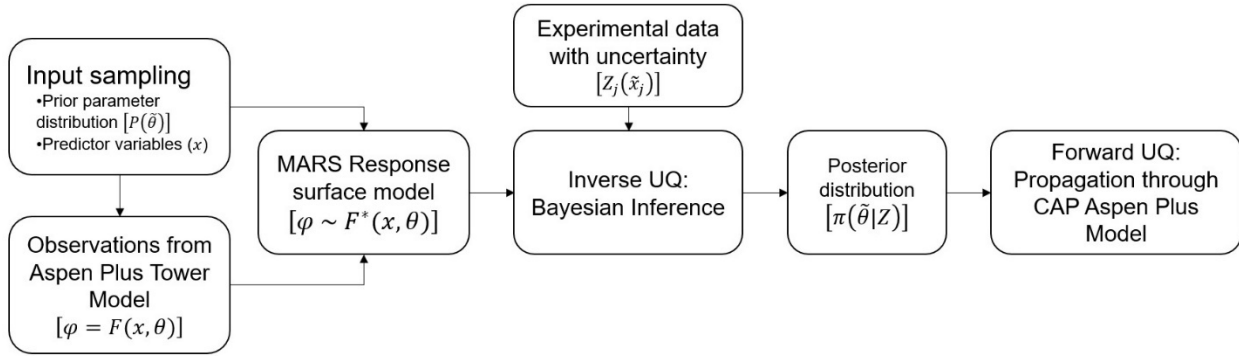 Input sampling
•Prior parameter
distribution [P(θ̃)]
•Predictor variables (x)
Observations from
Aspen Plus Tower
Model
[φ = F(x, θ)]
MARS Response
surface model
[φ ~ F*(x, θ)]
Experimental data
with uncertainty
[Z_j(x̃_j)]
Inverse UQ:
Bayesian Inference
Posterior
distribution
[π(θ̃|Z)]
Forward UQ:
Propagation through
CAP Aspen Plus
Model